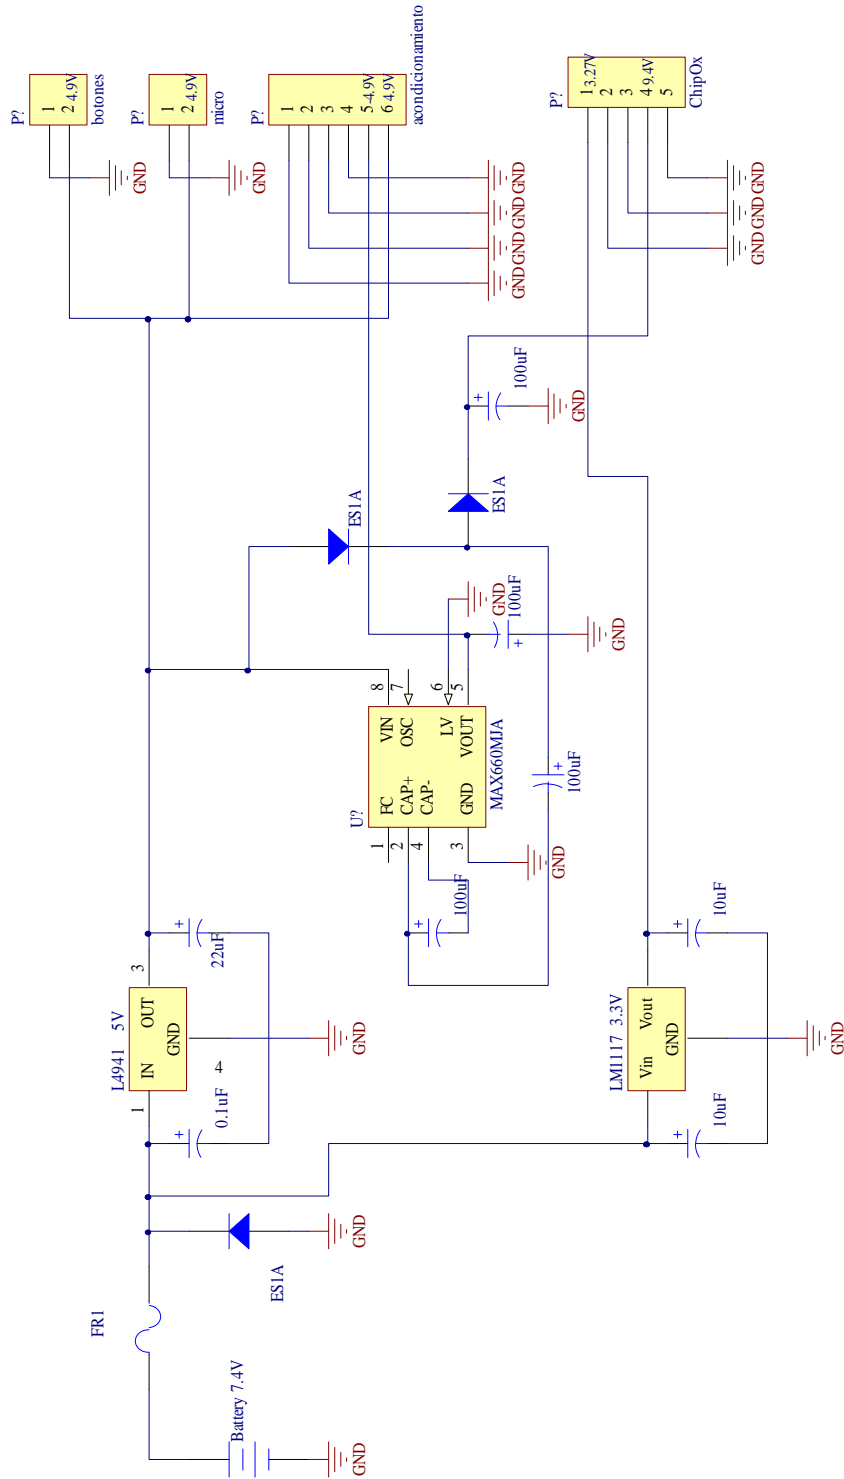 P?
1
2
4.9V
botones
GND
P?
1
2
4.9V
micro
GND
P?
1
2
3
4
5
-4.9V
6
4.9V
acondicionamiento
GND
GND
GND
GND
P?
1
3.27V
2
3
4
9.4V
5
ChipOx
GND
GND
GND
100uF
GND
ES1A
ES1A
GND
100uF
GND
U?
MAX660MJA
VIN
8
OSC
7
LV
6
VOUT
5
FC
1
CAP+
2
CAP-
4
GND
3
GND
100uF
100uF
L4941 5V
IN
1
OUT
3
GND
4
22uF
0.1uF
GND
LM1117 3.3V
Vin
Vout
GND
10uF
10uF
GND
ES1A
GND
FR1
Battery 7.4V
GND